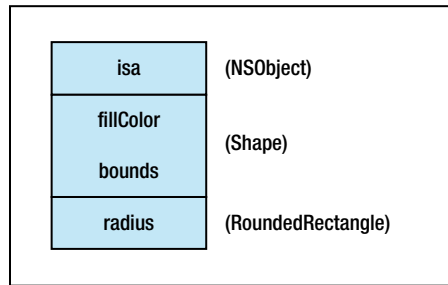 isa (NSObject)
fillColor
(Shape)
bounds
radius (RoundedRectangle)